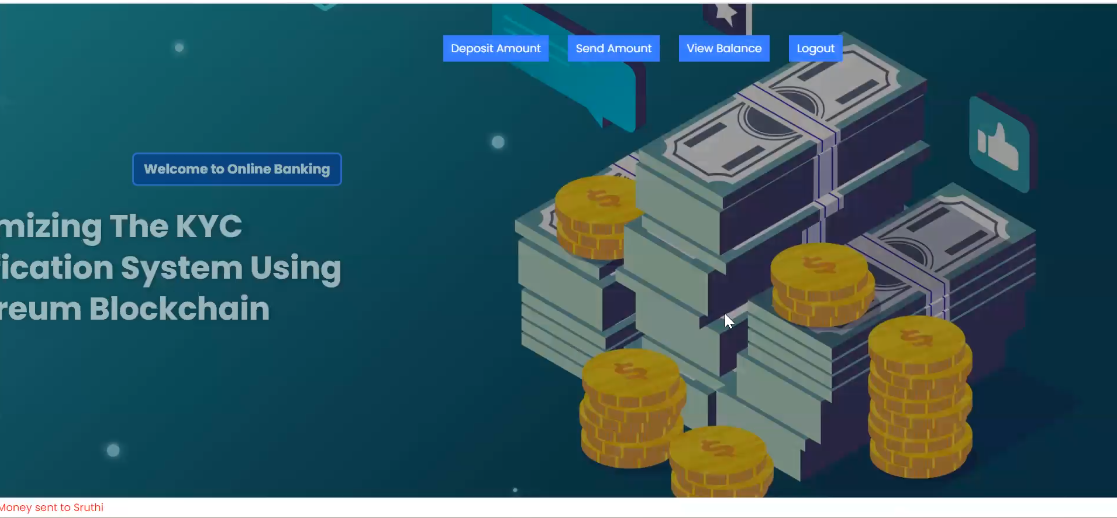 Deposit Amount
Send Amount
View Balance
Logout
Welcome to Online Banking
mizing The KYC
ication System Using
reum Blockchain
Money sent to Sruthi